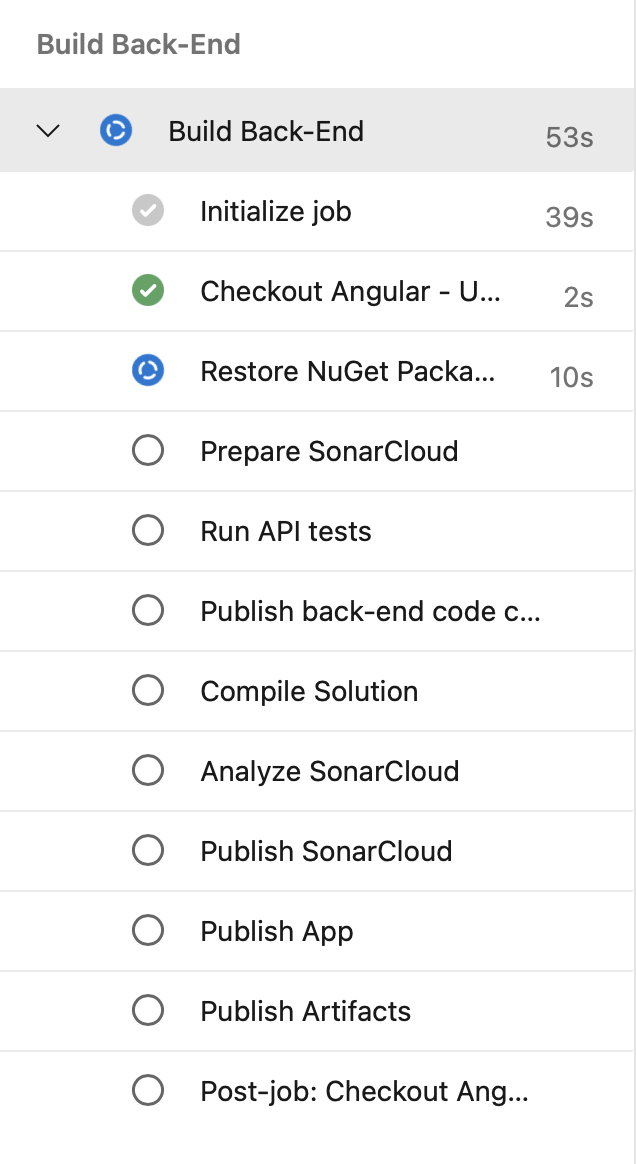 Build Back-End
Build Back-End 53s
Initialize job 39s
Checkout Angular - U... 2s
Restore NuGet Packa... 10s
Prepare SonarCloud
Run API tests
Publish back-end code c...
Compile Solution
Analyze SonarCloud
Publish SonarCloud
Publish App
Publish Artifacts
Post-job: Checkout Ang...